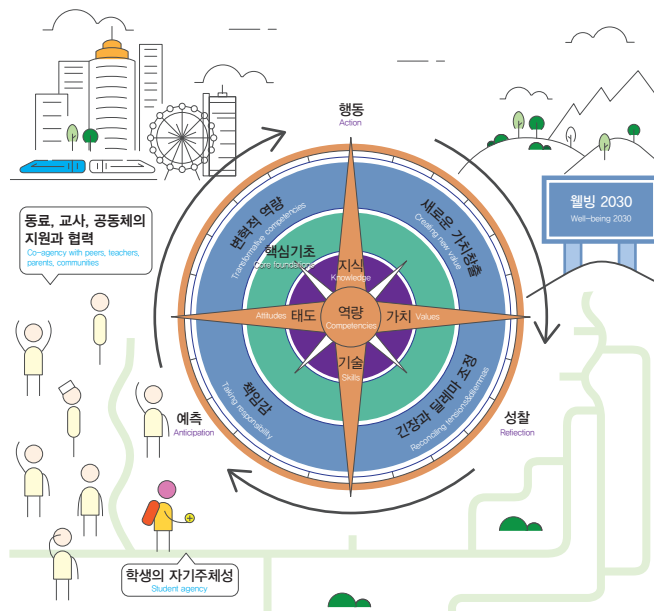 행동
Action
동료, 교사, 공동체의
지원과 협력
Co-agency with peers, teachers,
parents, communities
변혁적 역량
Transformative competencies
새로운 가치창출
Creating new value
웰빙 2030
Well-being 2030
핵심기초
Core foundations
지식
Knowledge
태도
Attitudes
역량
Competencies
가치
Values
기술
Skills
책임감
Taking responsibility
긴장과 딜레마 조정
Reconciling tensions&dilemmas
예측
Anticipation
성찰
Reflection
학생의 자기주체성
Student agency